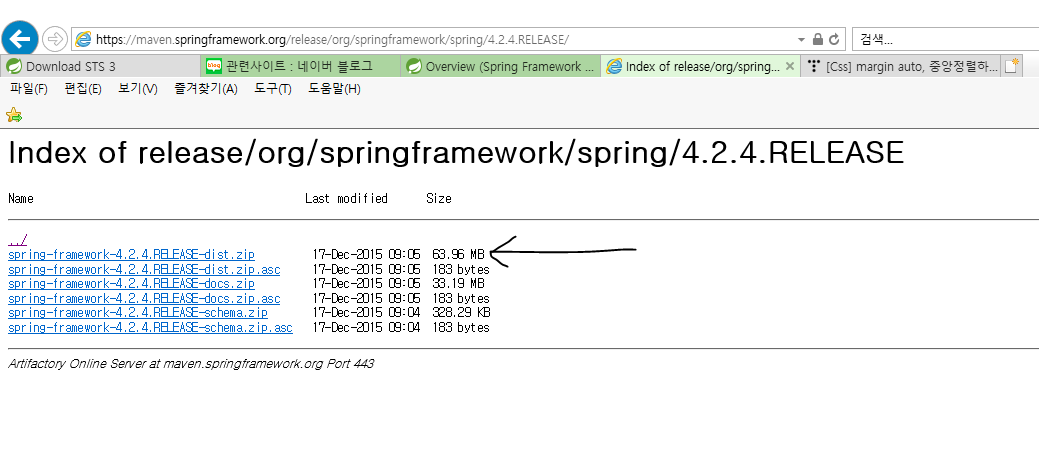 https://maven.springframework.org/release/org/springframework/spring/4.2.4.RELEASE/
검색...
Download STS 3
blog 관련사이트 : 네이버 블로그
Overview (Spring Framework ...
Index of release/org/spring...
[Css] margin auto, 중앙정렬하...
파일(F) 편집(E) 보기(V) 즐겨찾기(A) 도구(T) 도움말(H)
Index of release/org/springframework/spring/4.2.4.RELEASE
Name Last modified Size
../
spring-framework-4.2.4.RELEASE-dist.zip 17-Dec-2015 09:05 63.96 MB
spring-framework-4.2.4.RELEASE-dist.zip.asc 17-Dec-2015 09:05 183 bytes
spring-framework-4.2.4.RELEASE-docs.zip 17-Dec-2015 09:05 33.19 MB
spring-framework-4.2.4.RELEASE-docs.zip.asc 17-Dec-2015 09:05 183 bytes
spring-framework-4.2.4.RELEASE-schema.zip 17-Dec-2015 09:04 328.29 KB
spring-framework-4.2.4.RELEASE-schema.zip.asc 17-Dec-2015 09:04 183 bytes
Artifactory Online Server at maven.springframework.org Port 443